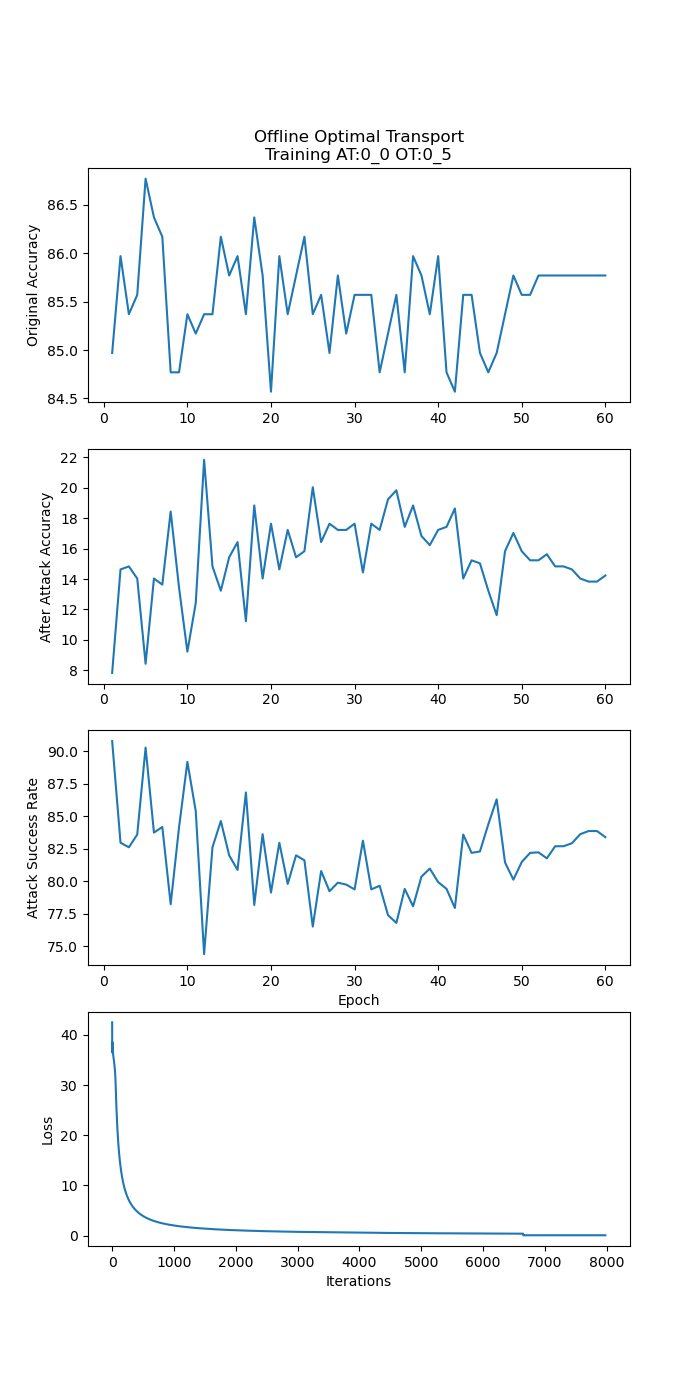 Offline Optimal Transport
Training AT:0_0 OT:0_5
Original Accuracy
86.5
86.0
85.5
85.0
84.5
0 10 20 30 40 50 60
After Attack Accuracy
22
20
18
16
14
12
10
8
0 10 20 30 40 50 60
Attack Success Rate
90.0
87.5
85.0
82.5
80.0
77.5
75.0
0 10 20 30 40 50 60
Epoch
Loss
40
30
20
10
0
0 1000 2000 3000 4000 5000 6000 7000 8000
Iterations